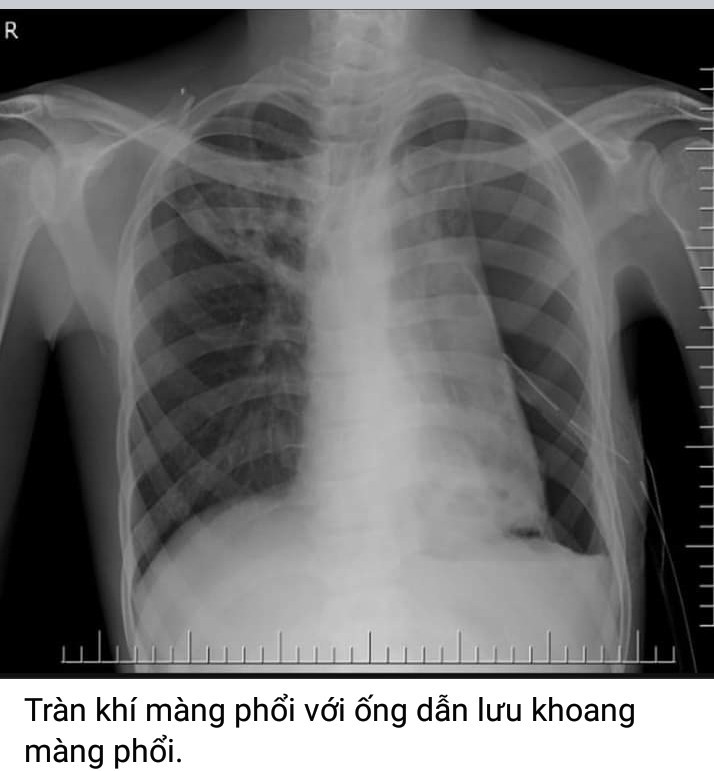 R
Tràn khí màng phổi với ống dẫn lưu khoang
màng phổi.